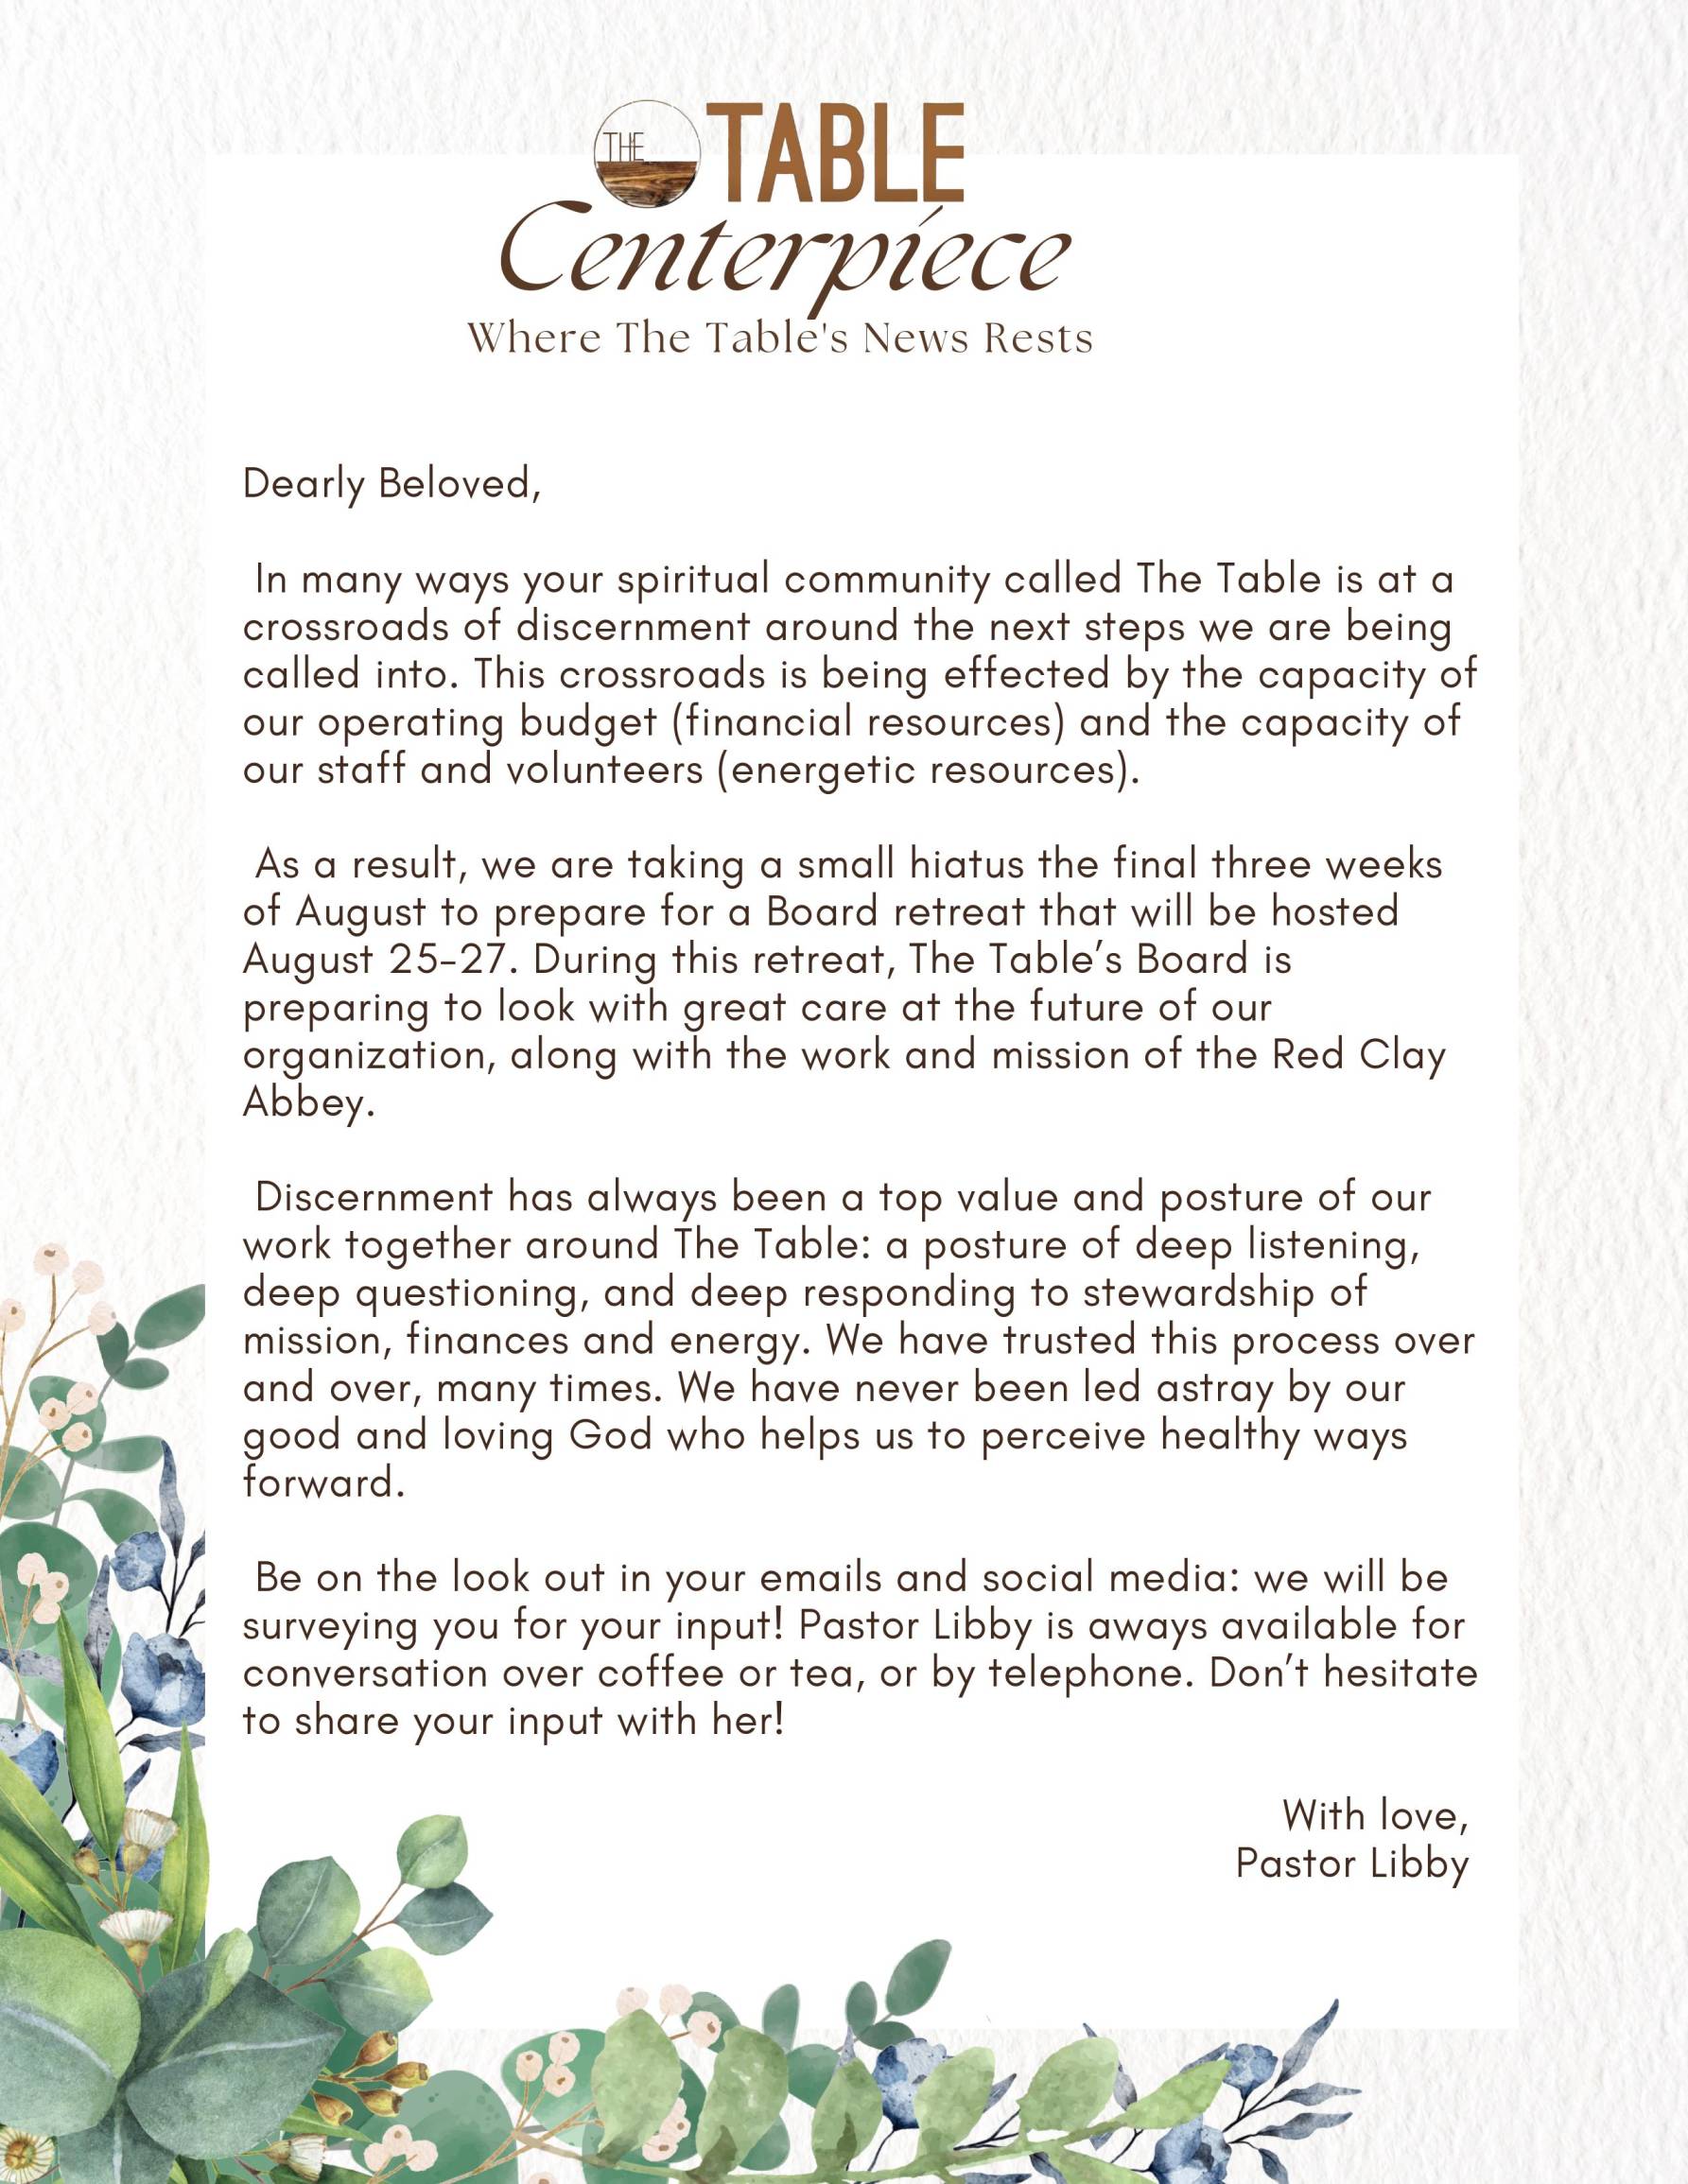 THE TABLE
Centerpiece
Where The Table's News Rests
Dearly Beloved,
In many ways your spiritual community called The Table is at a
crossroads of discernment around the next steps we are being
called into. This crossroads is being effected by the capacity of
our operating budget (financial resources) and the capacity of
our staff and volunteers (energetic resources).
As a result, we are taking a small hiatus the final three weeks
of August to prepare for a Board retreat that will be hosted
August 25-27. During this retreat, The Table’s Board is
preparing to look with great care at the future of our
organization, along with the work and mission of the Red Clay
Abbey.
Discernment has always been a top value and posture of our
work together around The Table: a posture of deep listening,
deep questioning, and deep responding to stewardship of
mission, finances and energy. We have trusted this process over
and over, many times. We have never been led astray by our
good and loving God who helps us to perceive healthy ways
forward.
Be on the look out in your emails and social media: we will be
surveying you for your input! Pastor Libby is aways available for
conversation over coffee or tea, or by telephone. Don’t hesitate
to share your input with her!
With love,
Pastor Libby